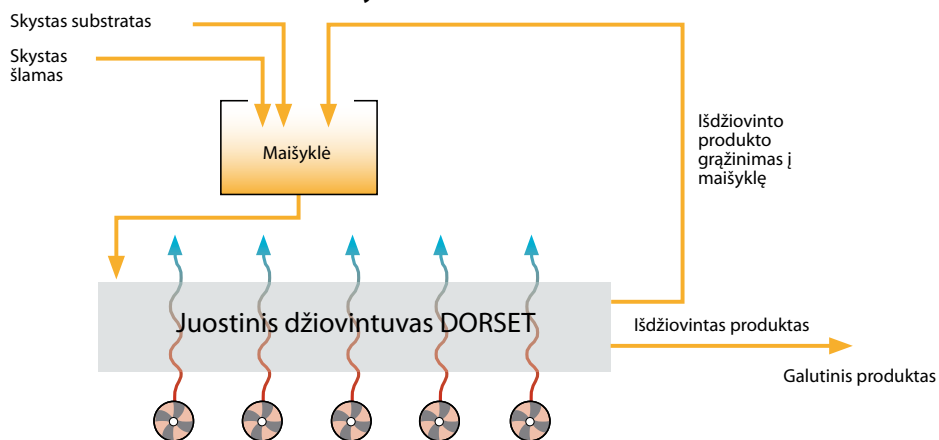 Skystas substratas
Skystas
šlamas
Maišyklė
Išdžiovinto
produkto
grąžinimas į
maišyklę
Juostinis džiovintuvas DORSET
Išdžiovintas produktas
Galutinis produktas